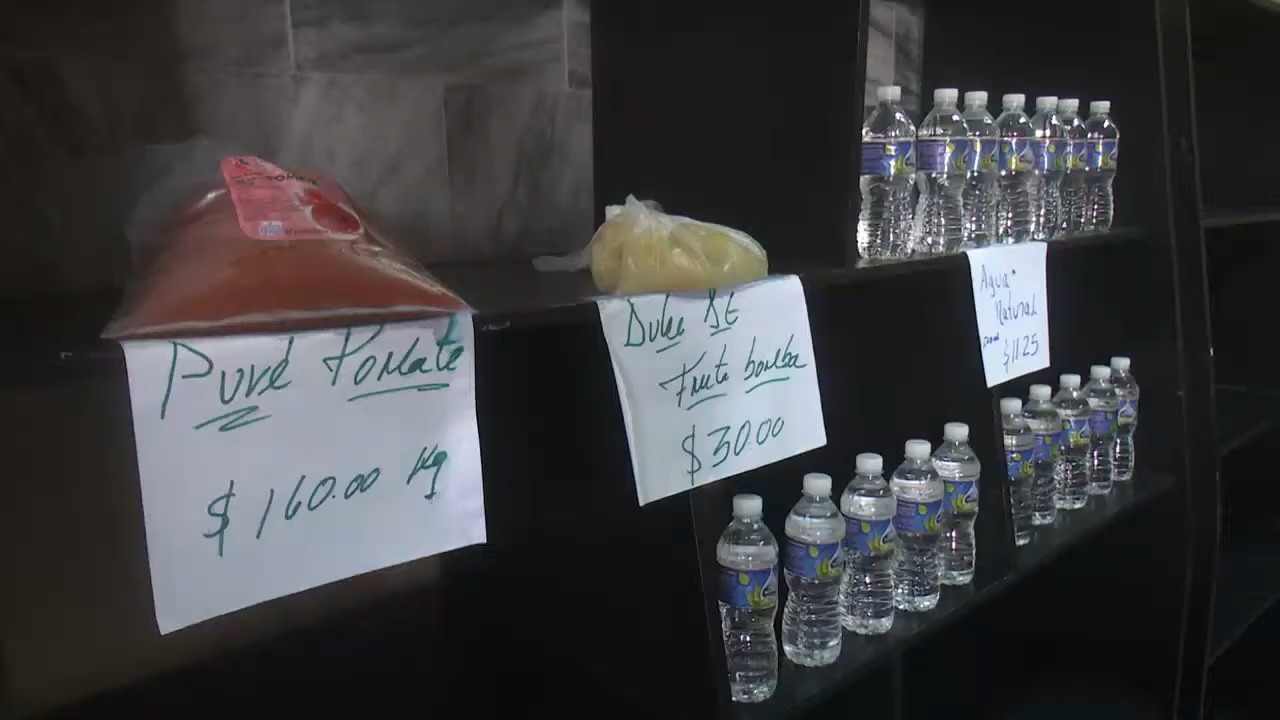 Puré Tomate
$160.00 Kg
Dulce DE
Fruta bomba
$30.00
Agua
Natural
$11.25